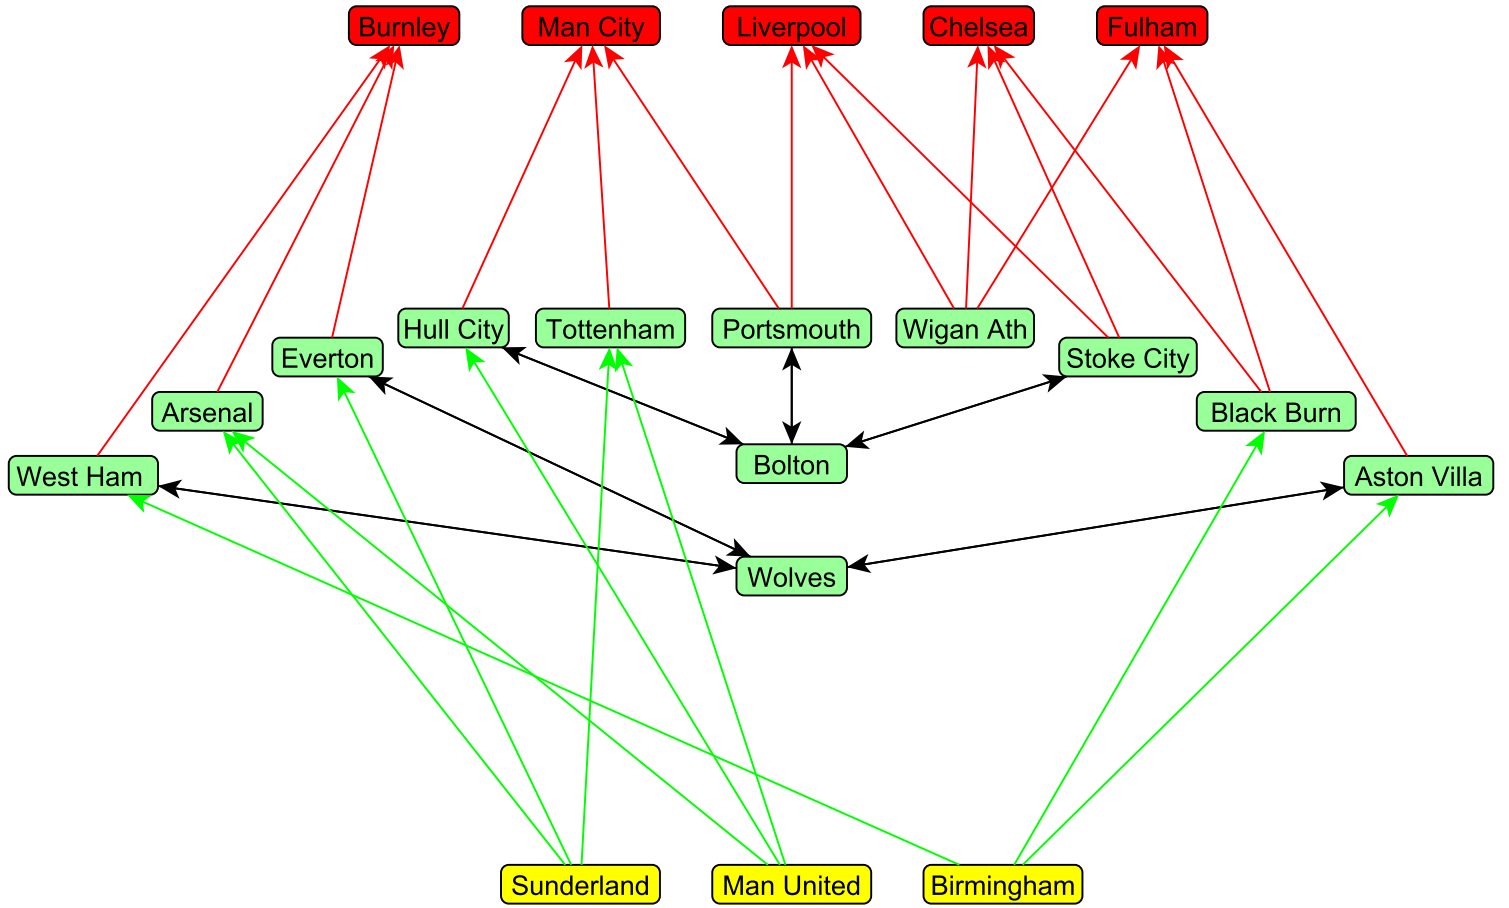 Burnley
Man City
Liverpool
Chelsea
Fulham
Hull City
Tottenham
Portsmouth
Wigan Ath
Everton
Stoke City
Arsenal
Black Burn
Bolton
West Ham
Aston Villa
Wolves
Sunderland
Man United
Birmingham